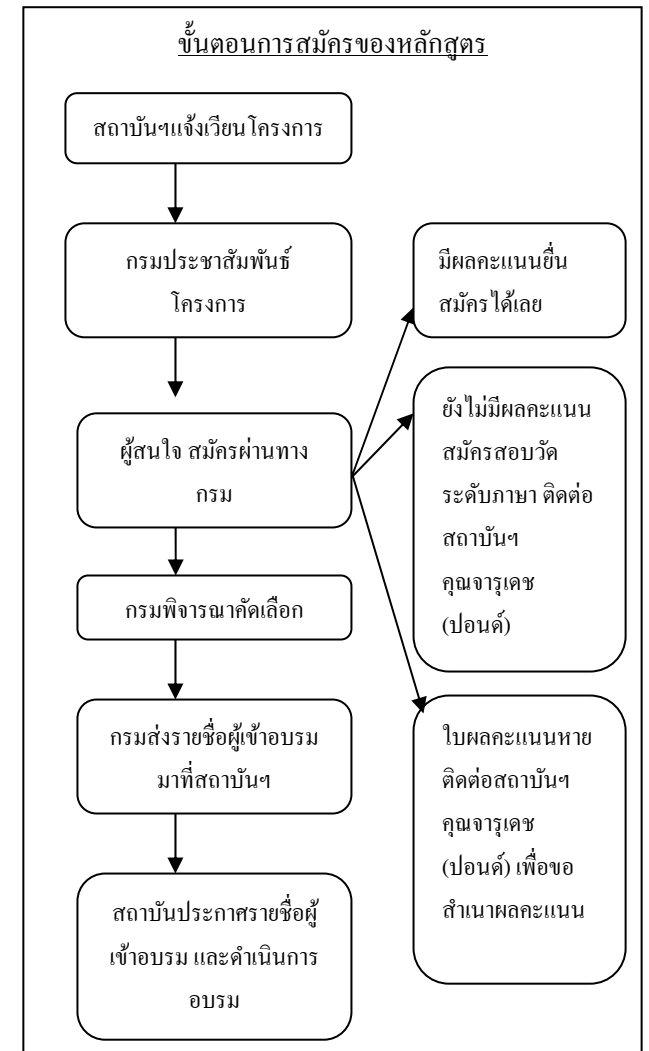 ขั้นตอนการสมัครของหลักสูตร
สถาบันฯแจ้งเวียนโครงการ
กรมประชาสัมพันธ์
โครงการ
ผู้สนใจ สมัครผ่านทาง
กรม
มีผลคะแนนยื่น
สมัครได้เลย
ยังไม่มีผลคะแนน
สมัครสอบวัด
ระดับภาษา ติดต่อ
สถาบันฯ
คุณจารุเดช
(ปอนด์)
ใบผลคะแนนหาย
ติดต่อสถาบันฯ
คุณจารุเดช
(ปอนด์) เพื่อขอ
สำเนาผลคะแนน
กรมพิจารณาคัดเลือก
กรมส่งรายชื่อผู้เข้าอบรม
มาที่สถาบันฯ
สถาบันประกาศรายชื่อผู้
เข้าอบรม และดำเนินการ
อบรม